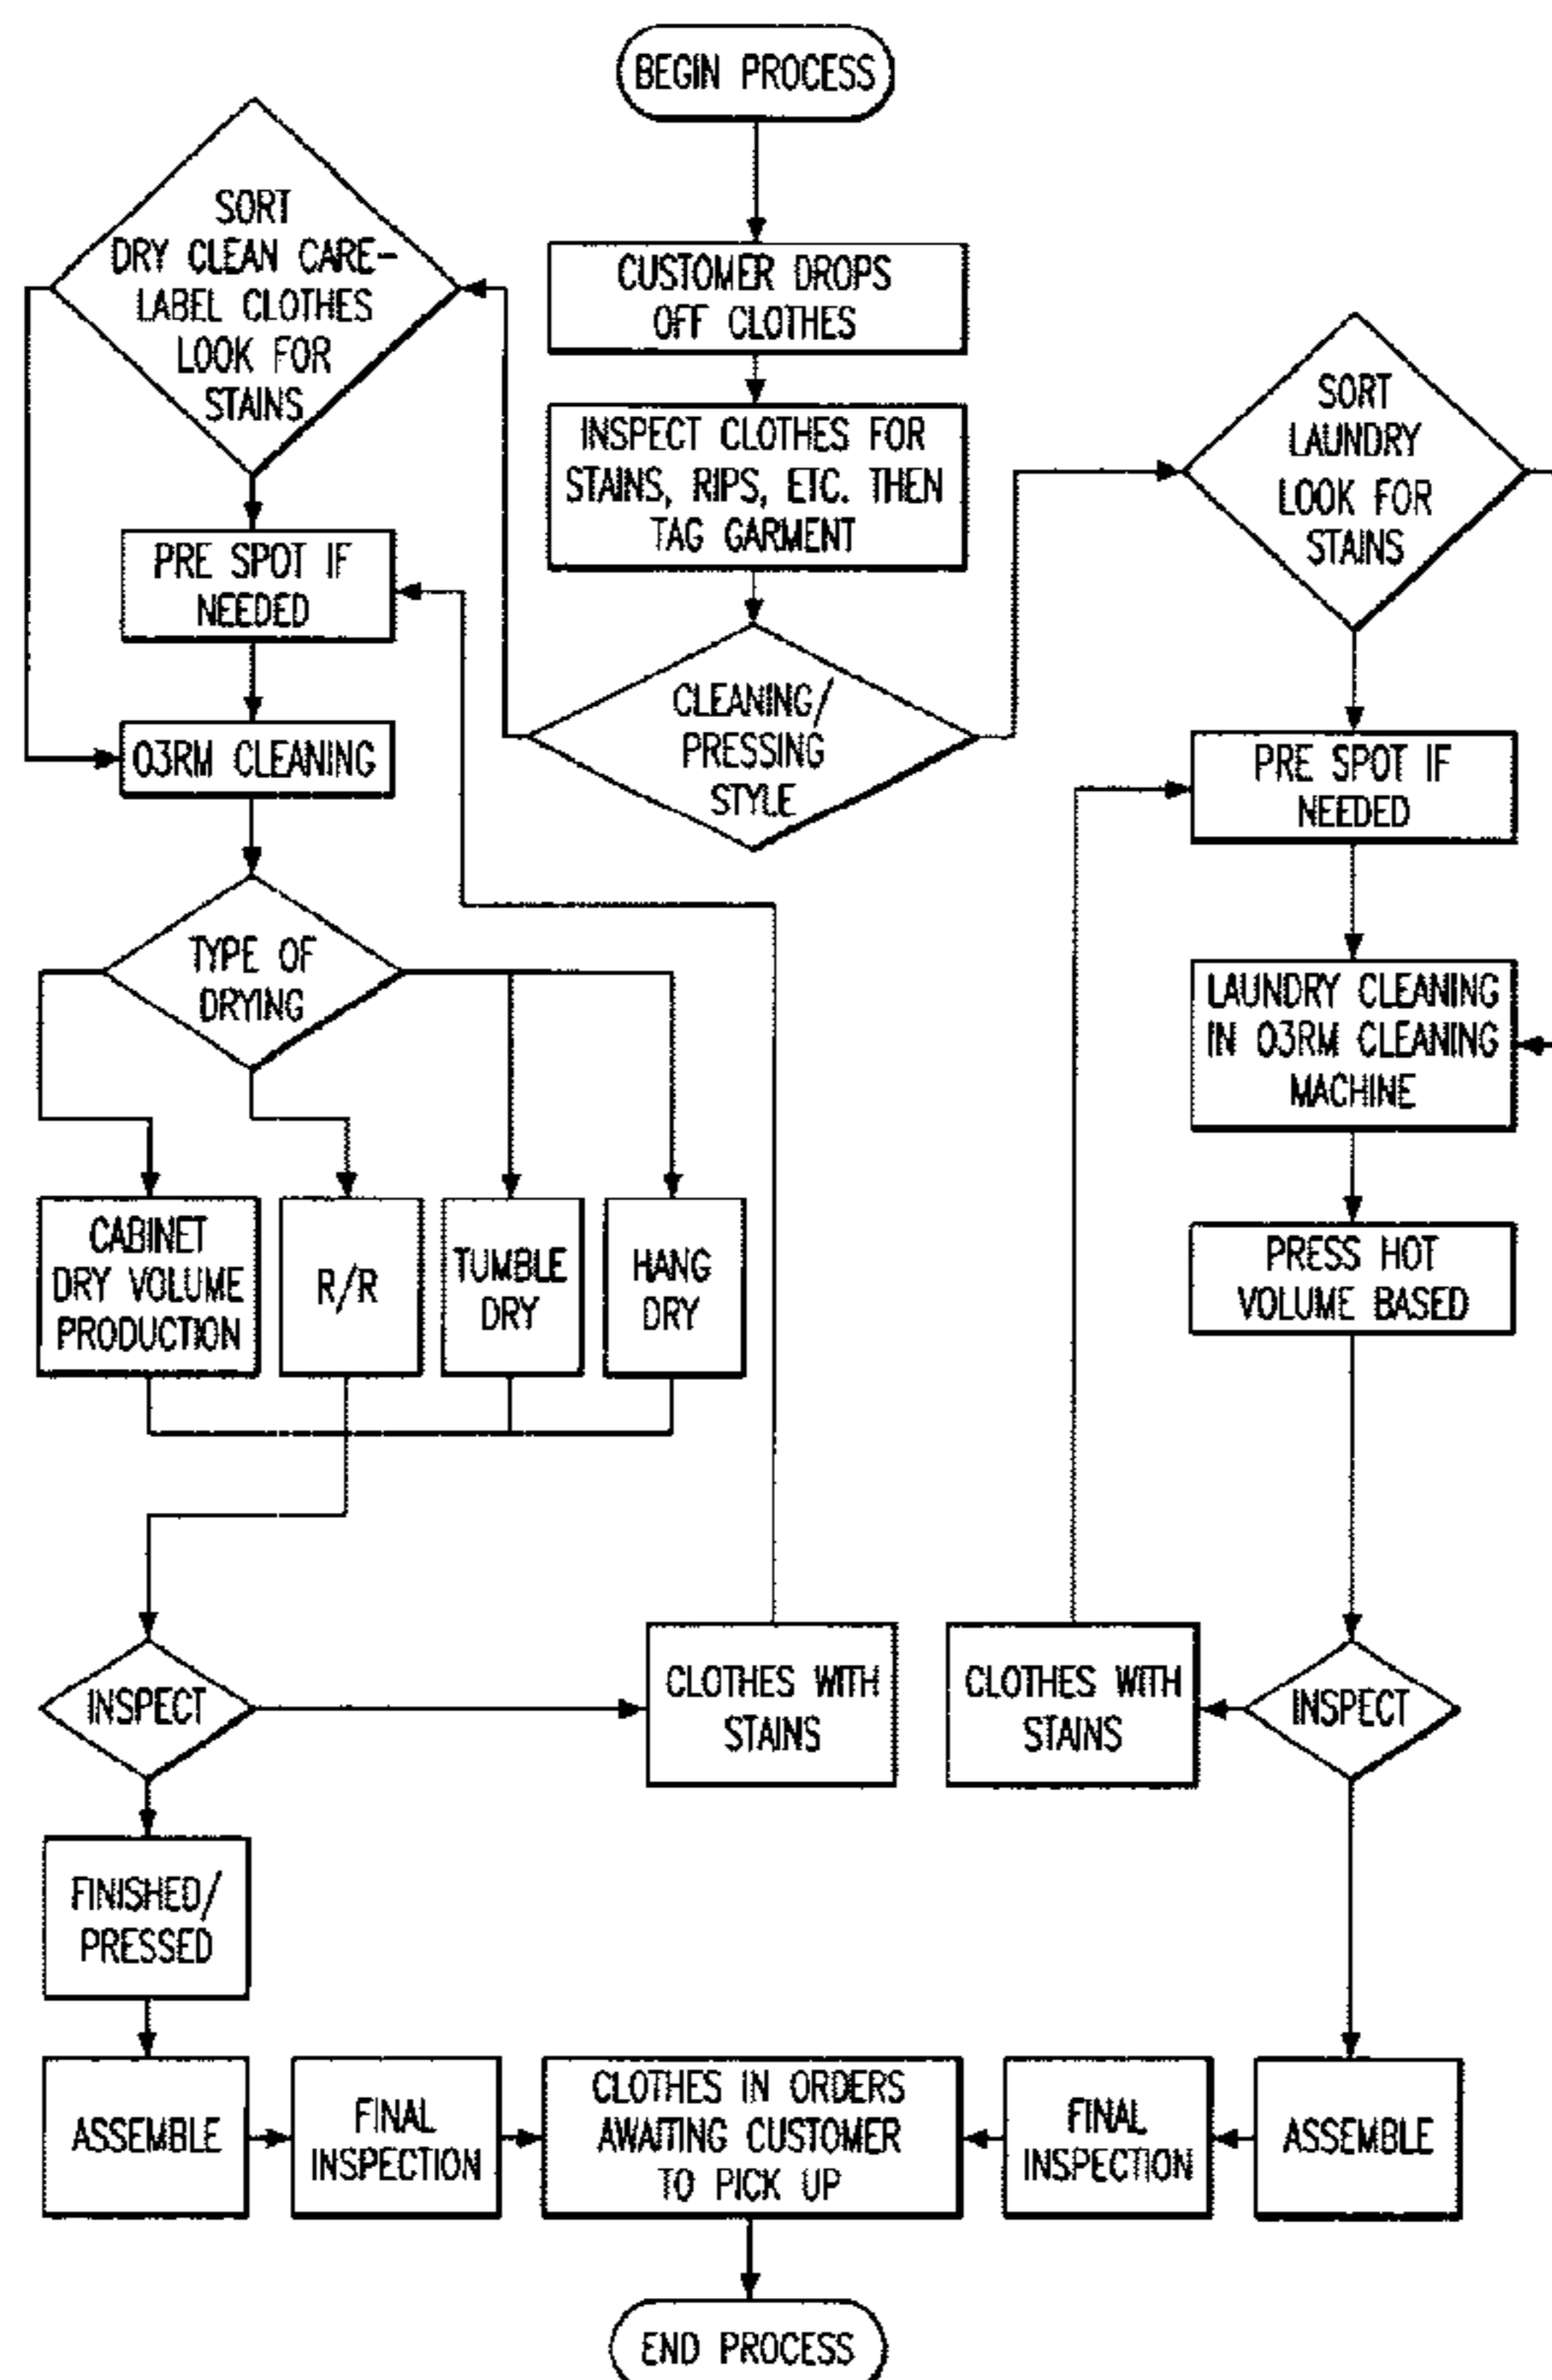 BEGIN PROCESS
CUSTOMER DROPS
OFF CLOTHES
INSPECT CLOTHES FOR
STAINS, RIPS, ETC. THEN
TAG GARMENT
CLEANING/
PRESSING
STYLE
SORT
DRY CLEAN CARE-
LABEL CLOTHES
LOOK FOR
STAINS
PRE SPOT IF
NEEDED
O3RM CLEANING
TYPE OF
DRYING
CABINET
DRY VOLUME
PRODUCTION
R/R
TUMBLE
DRY
HANG
DRY
INSPECT
CLOTHES WITH
STAINS
FINISHED/
PRESSED
ASSEMBLE
FINAL
INSPECTION
SORT
LAUNDRY
LOOK FOR
STAINS
PRE SPOT IF
NEEDED
LAUNDRY CLEANING
IN O3RM CLEANING
MACHINE
PRESS HOT
VOLUME BASED
INSPECT
CLOTHES WITH
STAINS
ASSEMBLE
FINAL
INSPECTION
CLOTHES IN ORDERS
AWAITING CUSTOMER
TO PICK UP
END PROCESS